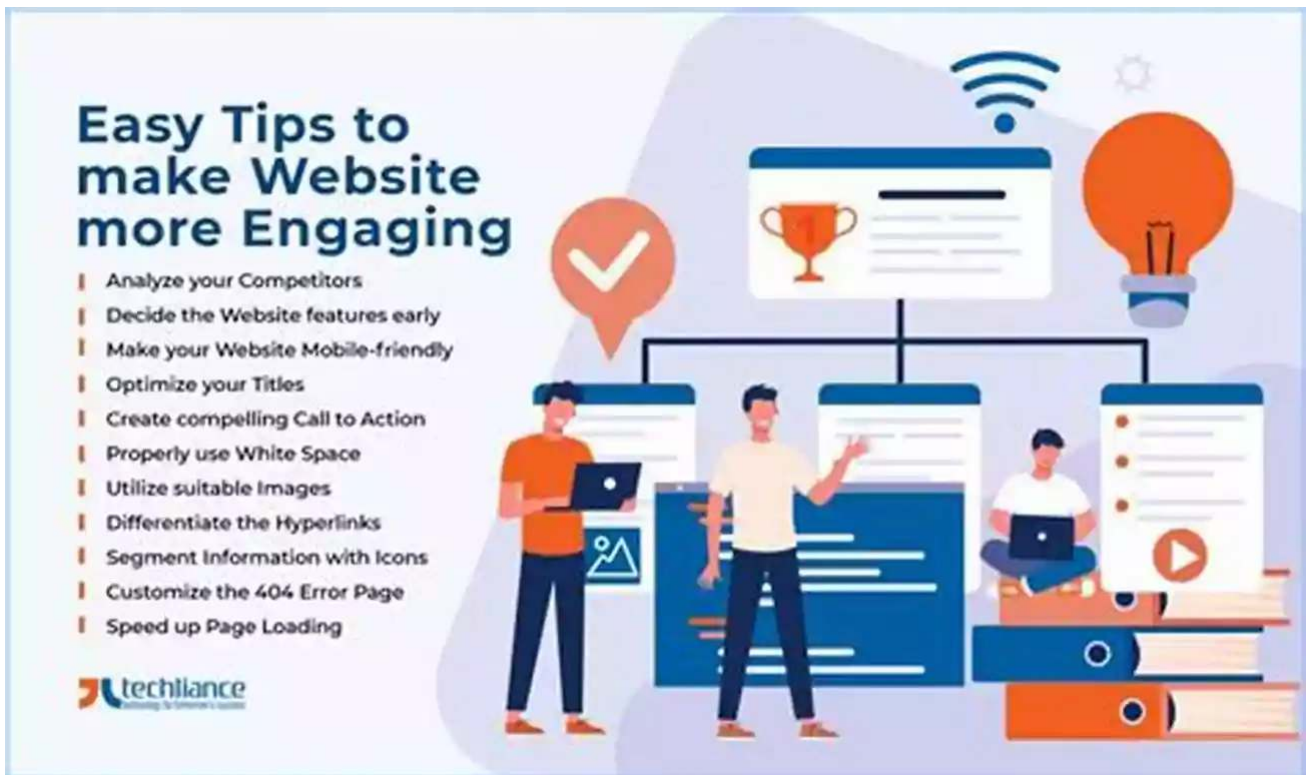 Easy Tips to
make Website
more Engaging
Analyze your Competitors
Decide the Website features early
Make your Website Mobile-friendly
Optimize your Titles
Create compelling Call to Action
Properly use White Space
Utilize suitable Images
Differentiate the Hyperlinks
Segment Information with Icons
Customize the 404 Error Page
Speed up Page Loading
techliance
1